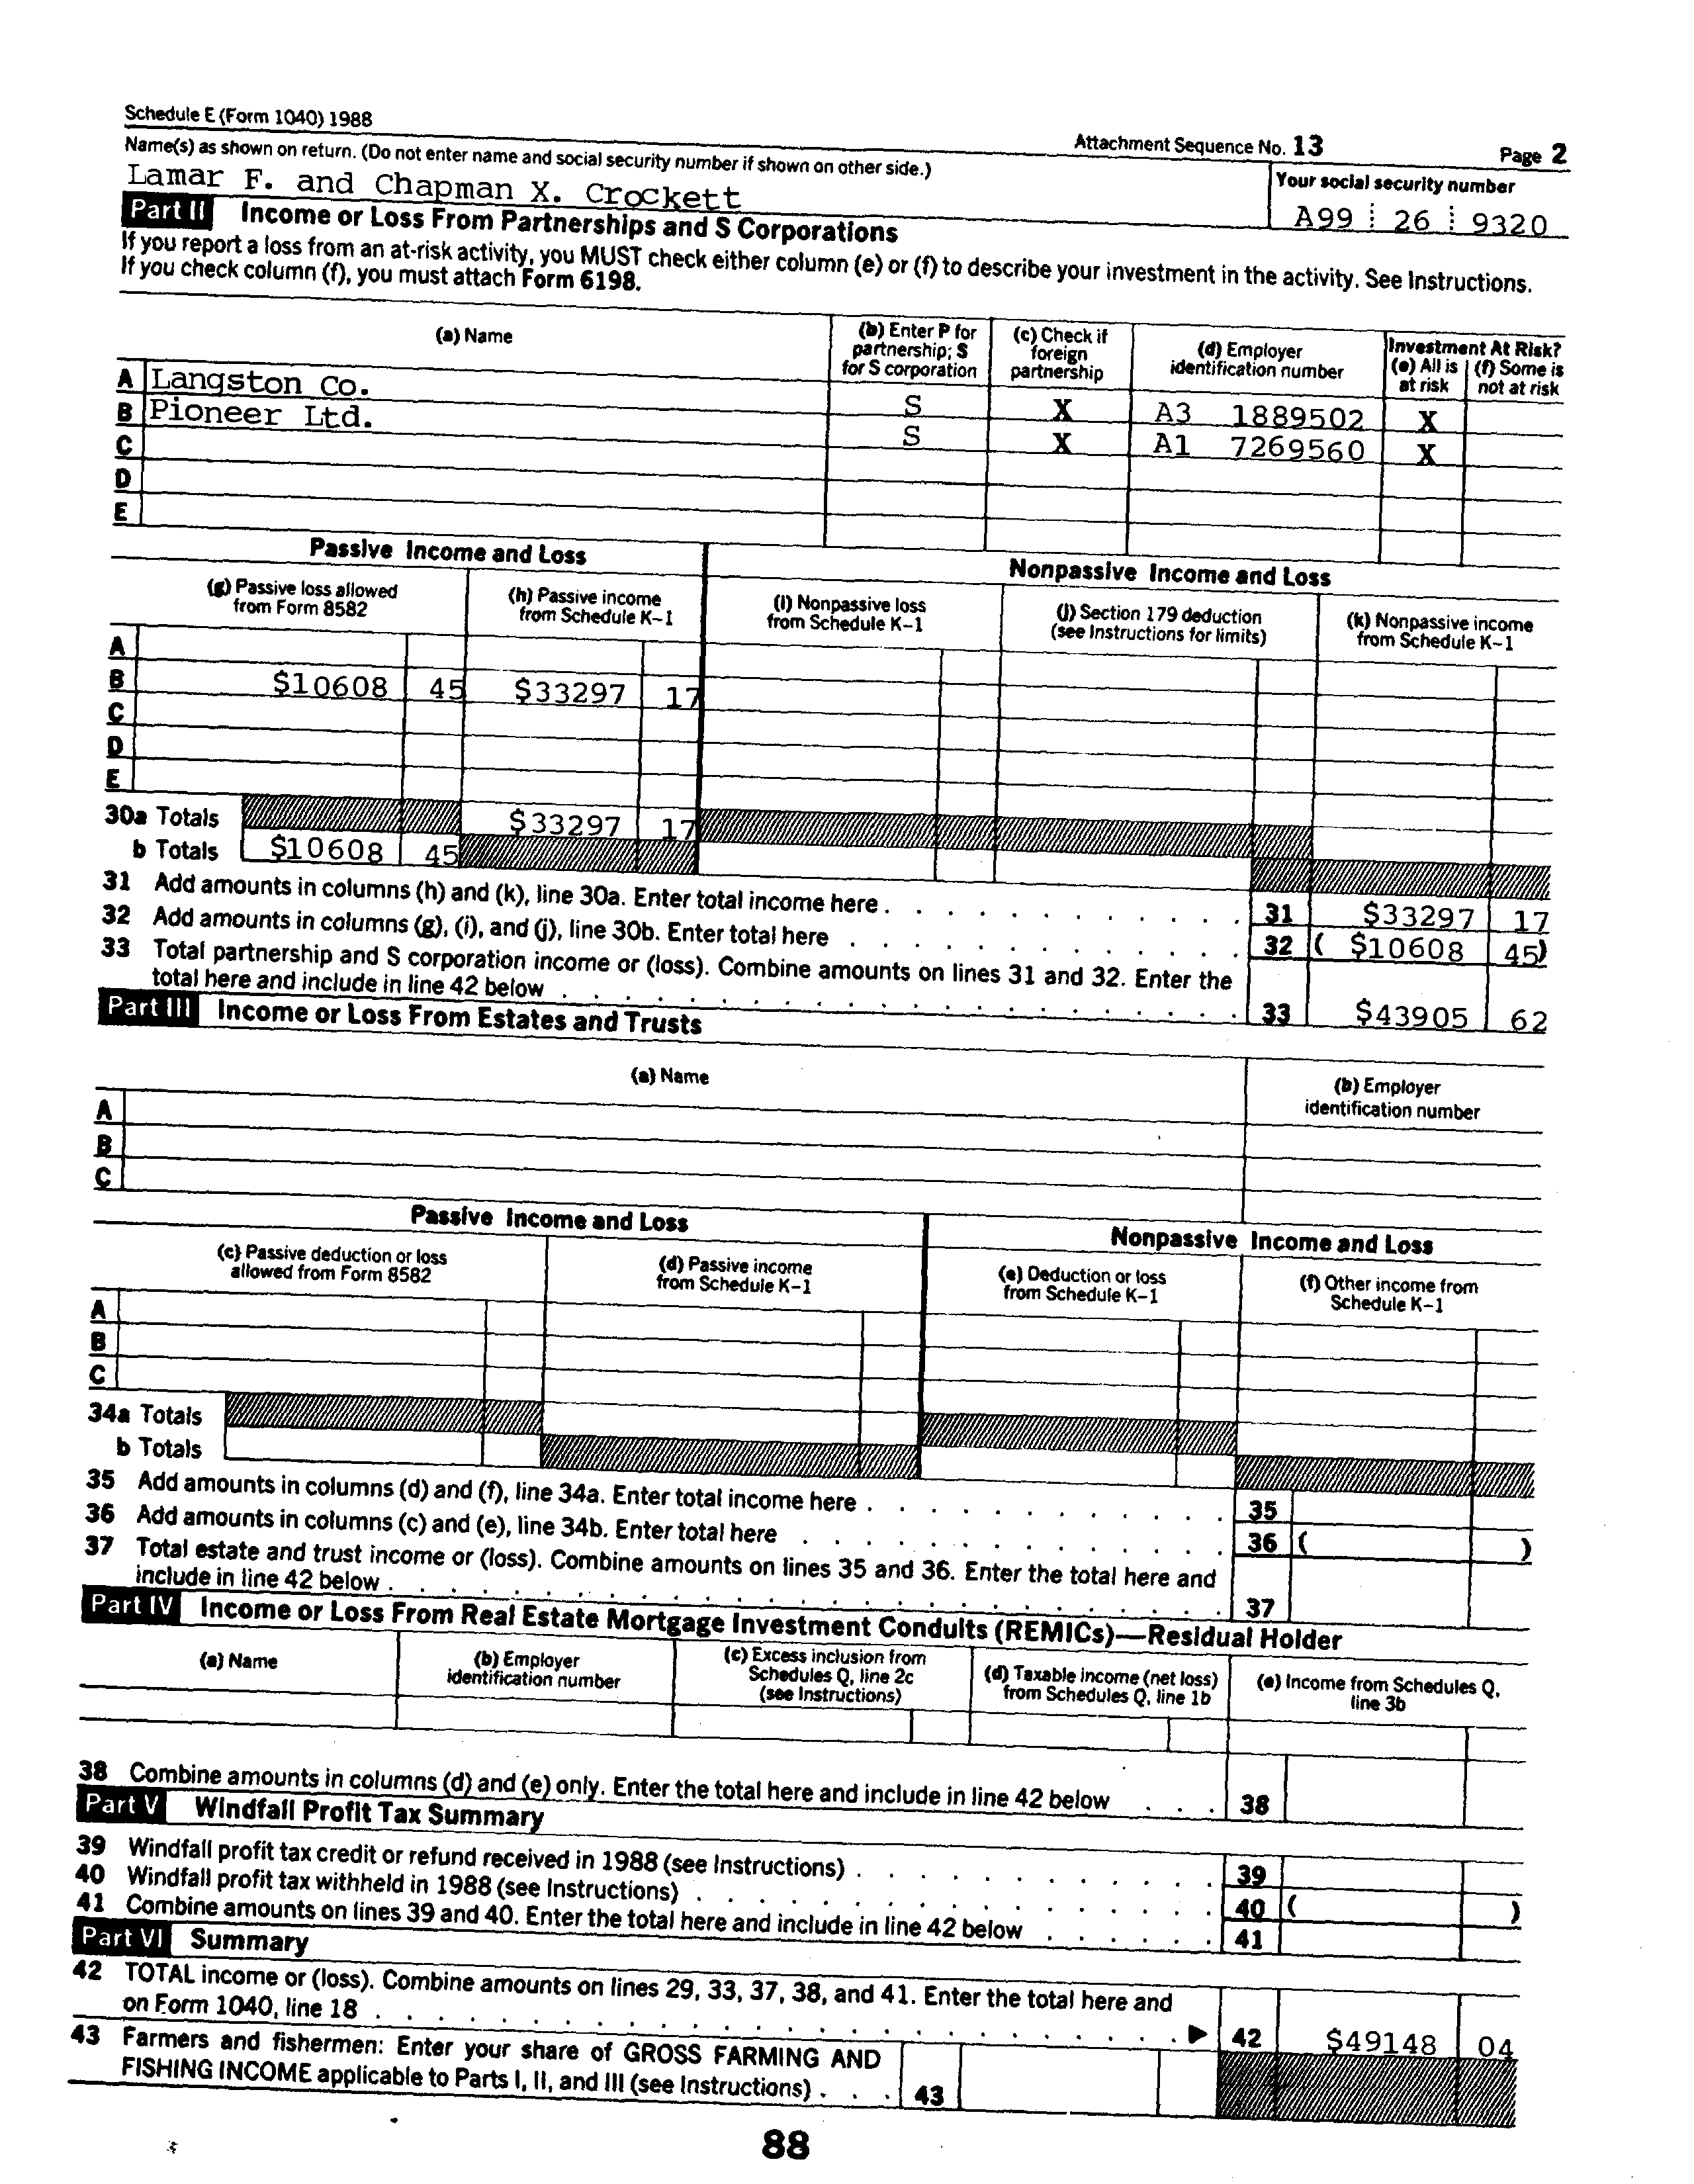 Schedule E (Form 1040) 1988
Attachment Sequence No. 13 Page 2
Name(s) as shown on return. (Do not enter name and social security number if shown on other side.)
Your social security number
Lamar F. and Chapman X. Crockett
A99 26 9320
Part II Income or Loss From Partnerships and S Corporations
If you report a loss from an at-risk activity, you MUST check either column (e) or (f) to describe your investment in the activity. See Instructions.
If you check column (f), you must attach Form 6198.
(a) Name
(b) Enter P for partnership; S for S corporation
(c) Check if foreign partnership
(d) Employer identification number
Investment At Risk?
(e) All is at risk
(f) Some is not at risk
A Langston Co. S X A3 1889502 X
B Pioneer Ltd. S X A1 7269560 X
C
D
E
Passive Income and Loss
Nonpassive Income and Loss
(g) Passive loss allowed from Form 8582
(h) Passive income from Schedule K-1
(i) Nonpassive loss from Schedule K-1
(j) Section 179 deduction (see Instructions for limits)
(k) Nonpassive income from Schedule K-1
A
B $10608 45 $33297 17
C
D
E
30a Totals $33297 17
b Totals $10608 45
31 Add amounts in columns (h) and (k), line 30a. Enter total income here . . . . . . . . . . . 31 $33297 17
32 Add amounts in columns (g), (i), and (j), line 30b. Enter total here . . . . . . . . . . . . 32 ( $10608 45)
33 Total partnership and S corporation income or (loss). Combine amounts on lines 31 and 32. Enter the
total here and include in line 42 below . . . . . . . . . . . . . . . . . . . . . 33 $43905 62
Part III Income or Loss From Estates and Trusts
(a) Name
(b) Employer identification number
A
B
C
Passive Income and Loss
Nonpassive Income and Loss
(c) Passive deduction or loss allowed from Form 8582
(d) Passive income from Schedule K-1
(e) Deduction or loss from Schedule K-1
(f) Other income from Schedule K-1
A
B
C
34a Totals
b Totals
35 Add amounts in columns (d) and (f), line 34a. Enter total income here . . . . . . . . . . . 35
36 Add amounts in columns (c) and (e), line 34b. Enter total here . . . . . . . . . . . . . 36 ( )
37 Total estate and trust income or (loss). Combine amounts on lines 35 and 36. Enter the total here and
include in line 42 below . . . . . . . . . . . . . . . . . . . . . . . . . 37
Part IV Income or Loss From Real Estate Mortgage Investment Conduits (REMICs)—Residual Holder
(a) Name
(b) Employer identification number
(c) Excess inclusion from Schedules Q, line 2c (see Instructions)
(d) Taxable income (net loss) from Schedules Q, line 1b
(e) Income from Schedules Q, line 3b
38 Combine amounts in columns (d) and (e) only. Enter the total here and include in line 42 below . . . 38
Part V Windfall Profit Tax Summary
39 Windfall profit tax credit or refund received in 1988 (see Instructions) . . . . . . . . . . . . 39
40 Windfall profit tax withheld in 1988 (see Instructions) . . . . . . . . . . . . . . . . . 40 ( )
41 Combine amounts on lines 39 and 40. Enter the total here and include in line 42 below . . . . . . 41
Part VI Summary
42 TOTAL income or (loss). Combine amounts on lines 29, 33, 37, 38, and 41. Enter the total here and
on Form 1040, line 18 . . . . . . . . . . . . . . . . . . . . . . . . . ▶ 42 $49148 04
43 Farmers and fishermen: Enter your share of GROSS FARMING AND
FISHING INCOME applicable to Parts I, II, and III (see Instructions) . . . 43
88